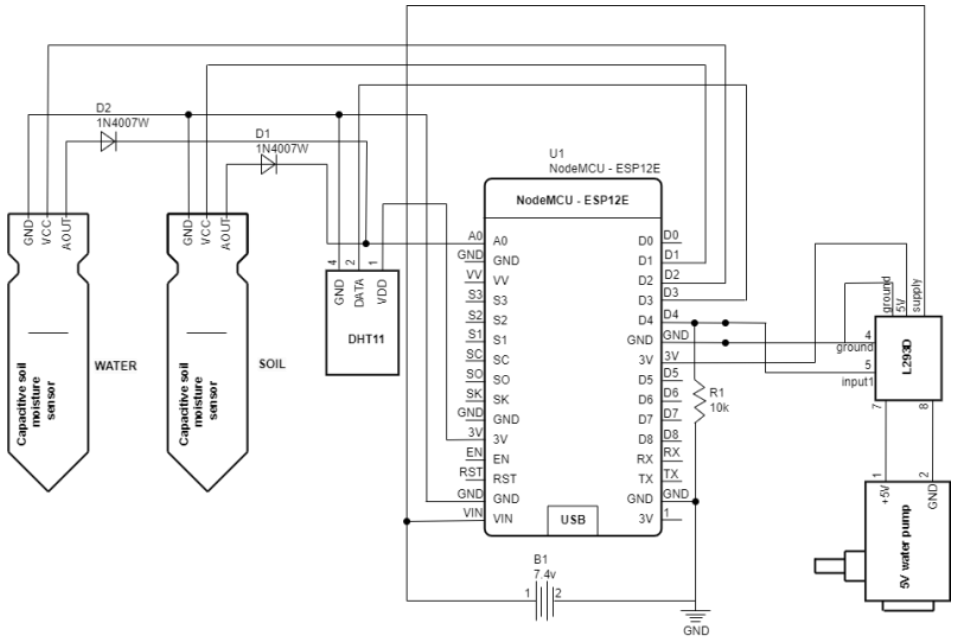 D2
1N4007W
D1
1N4007W
U1
NodeMCU - ESP12E
NodeMCU - ESP12E
GND
VCC
AOUT
GND
VCC
AOUT
4
2
1
GND
DATA
VDD
DHT11
WATER
SOIL
Capacitive soil
moisture
sensor
Capacitive soil
moisture
sensor
A0 A0 D0 D0
GND GND D1 D1
VV VV D2 D2
S3 S3 D3 D3
S2 S2 D4 D4
S1 S1 GND GND
SC SC 3V 3V
SO SO D5 D5
SK SK D6 D6
GND GND D7 D7
3V 3V D8 D8
EN EN RX RX
RST RST TX TX
GND GND GND GND
VIN VIN 3V 1
USB
R1
10k
ground
5V
supply
4
ground
5
input1
L293D
7
8
1
2
+5V
GND
5V water pump
B1
7.4v
1
2
GND